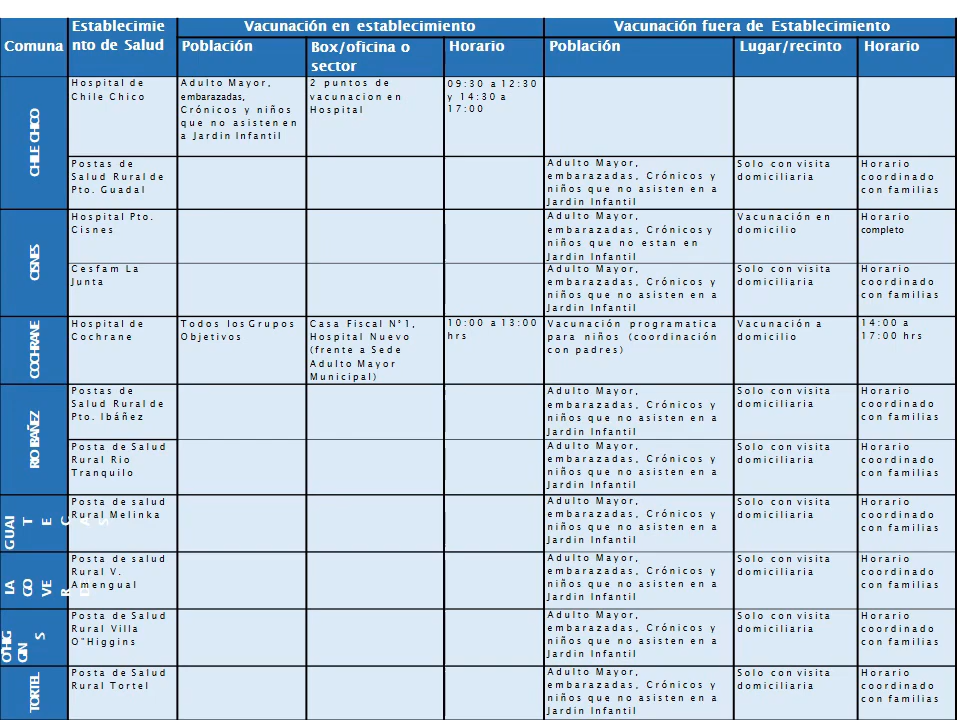 Comuna
Establecimie
nto de Salud
Vacunación en establecimiento
Vacunación fuera de Establecimiento
Población
Box/oficina o
sector
Horario
Población
Lugar/recinto
Horario
CHILE CHICO
Hospital de
Chile Chico
Adulto Mayor,
embarazadas,
Crónicos y niños
que no asisten en
a Jardin Infantil
2 puntos de
vacunacion en
Hospital
09:30 a 12:30
y 14:30 a
17:00
Postas de
Salud Rural de
Pto. Guadal
Adulto Mayor,
embarazadas, Crónicos y
niños que no asisten en a
Jardin Infantil
Solo con visita
domiciliaria
Horario
coordinado
con familias
CISNES
Hospital Pto.
Cisnes
Adulto Mayor,
embarazadas, Crónicos y
niños que no estan en
Jardin Infantil
Vacunación en
domicilio
Horario
completo
Cesfam La
Junta
Adulto Mayor,
embarazadas, Crónicos y
niños que no asisten en a
Jardin Infantil
Solo con visita
domiciliaria
Horario
coordinado
con familias
COCHRANE
Hospital de
Cochrane
Todos los Grupos
Objetivos
Casa Fiscal N°1,
Hospital Nuevo
(frente a Sede
Adulto Mayor
Municipal)
10:00 a 13:00
hrs
Vacunación programatica
para niños (coordinación
con padres)
Vacunación a
domicilio
14:00 a
17:00 hrs
RIO IBAÑEZ
Postas de
Salud Rural de
Pto. Ibáñez
Adulto Mayor,
embarazadas, Crónicos y
niños que no asisten en a
Jardin Infantil
Solo con visita
domiciliaria
Horario
coordinado
con familias
Posta de Salud
Rural Rio
Tranquilo
Adulto Mayor,
embarazadas, Crónicos y
niños que no asisten en a
Jardin Infantil
Solo con visita
domiciliaria
Horario
coordinado
con familias
GUAITECAS
Posta de salud
Rural Melinka
Adulto Mayor,
embarazadas, Crónicos y
niños que no asisten en a
Jardin Infantil
Solo con visita
domiciliaria
Horario
coordinado
con familias
LAGO VERD
Posta de salud
Rural V.
Amengual
Adulto Mayor,
embarazadas, Crónicos y
niños que no asisten en a
Jardin Infantil
Solo con visita
domiciliaria
Horario
coordinado
con familias
O"HIGGINS
Posta de Salud
Rural Villa
O"Higgins
Adulto Mayor,
embarazadas, Crónicos y
niños que no asisten en a
Jardin Infantil
Solo con visita
domiciliaria
Horario
coordinado
con familias
TORTEL
Posta de Salud
Rural Tortel
Adulto Mayor,
embarazadas, Crónicos y
niños que no asisten en a
Jardin Infantil
Solo con visita
domiciliaria
Horario
coordinado
con familias